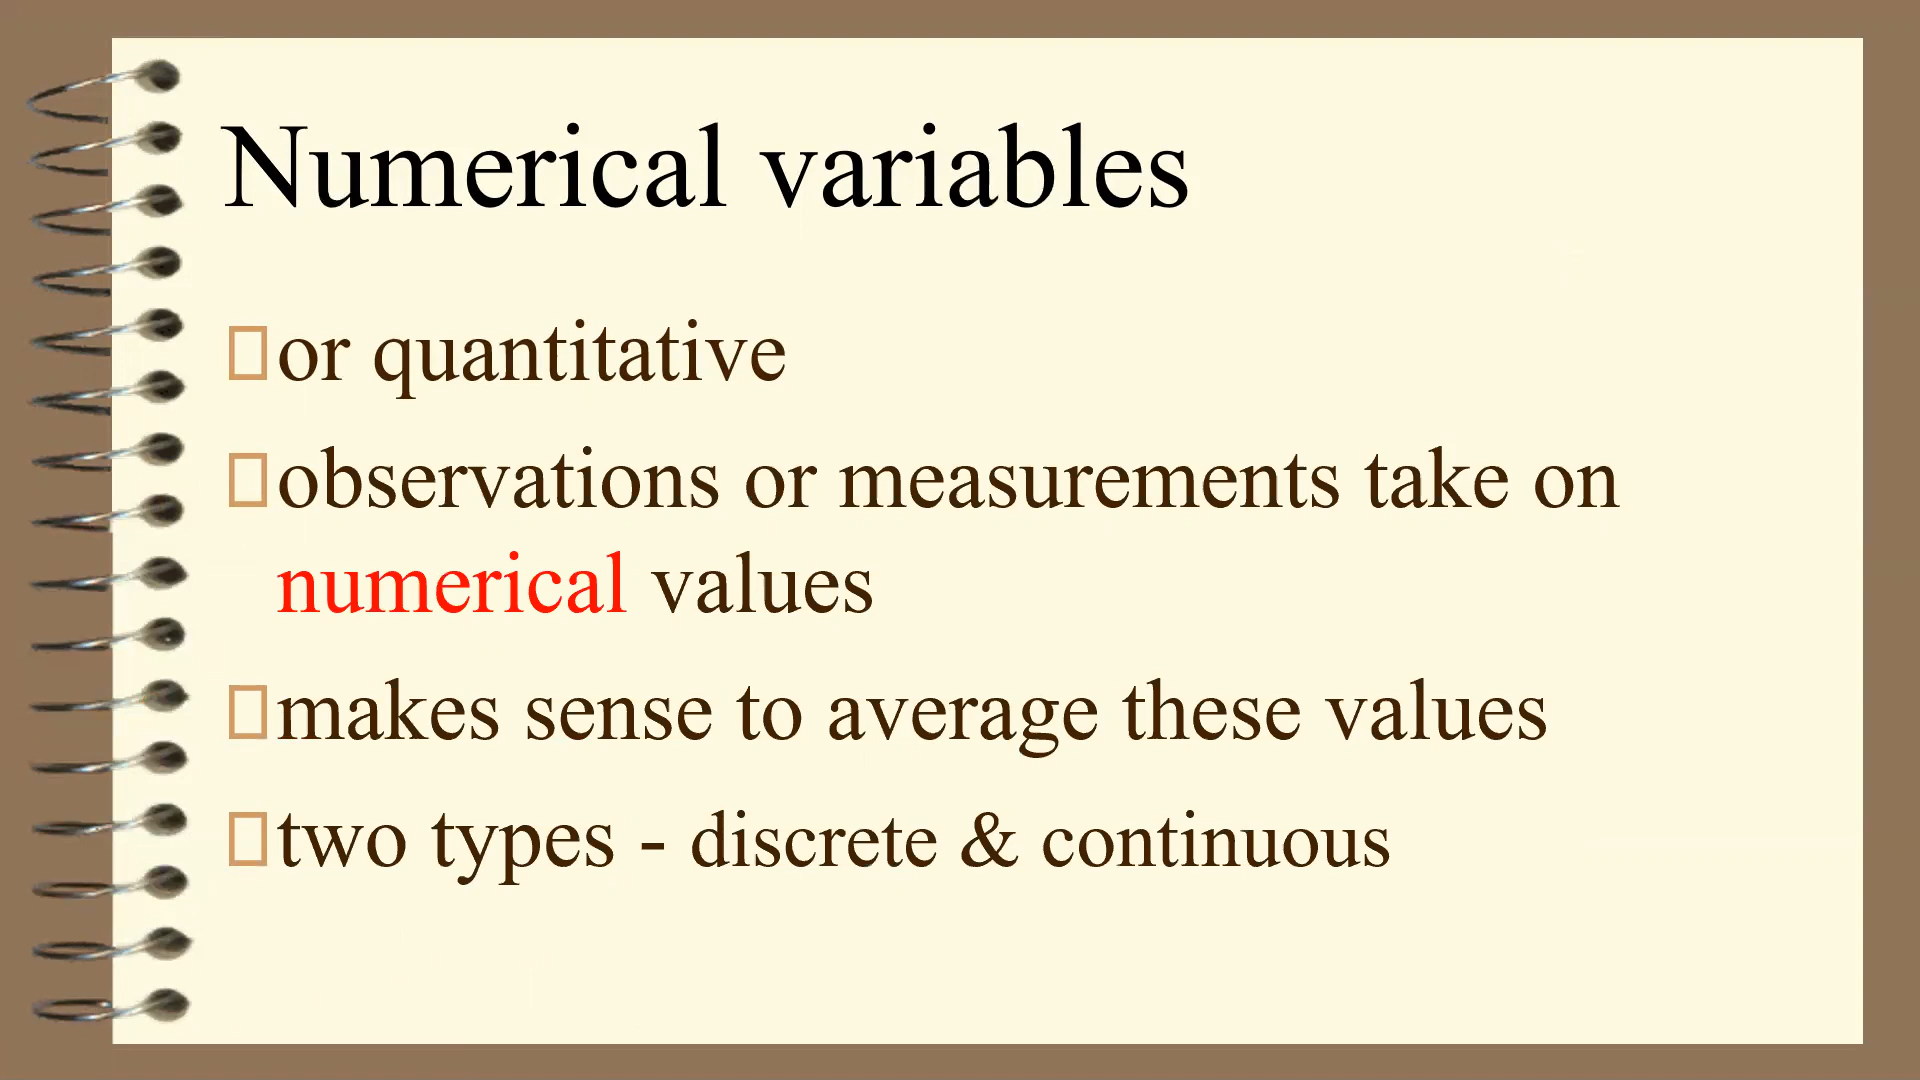 Numerical variables
or quantitative
observations or measurements take on
numerical values
makes sense to average these values
two types - discrete & continuous